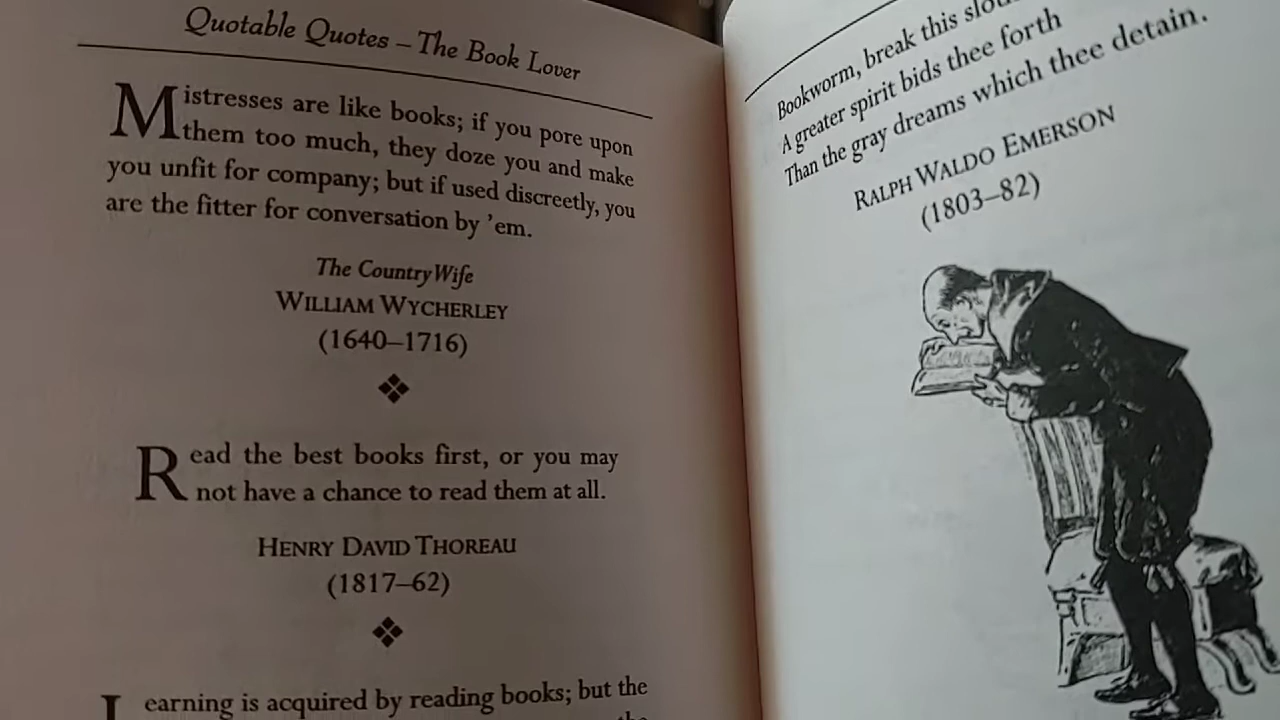 Quotable Quotes – The Book Lover
Mistresses are like books; if you pore upon
them too much, they doze you and make
you unfit for company; but if used discreetly, you
are the fitter for conversation by ’em.
The Country Wife
WILLIAM WYCHERLEY
(1640–1716)
Read the best books first, or you may
not have a chance to read them at all.
HENRY DAVID THOREAU
(1817–62)
Learning is acquired by reading books; but the
Bookworm, break this
A greater spirit bids thee forth
Than the gray dreams which thee detain.
RALPH WALDO EMERSON
(1803–82)